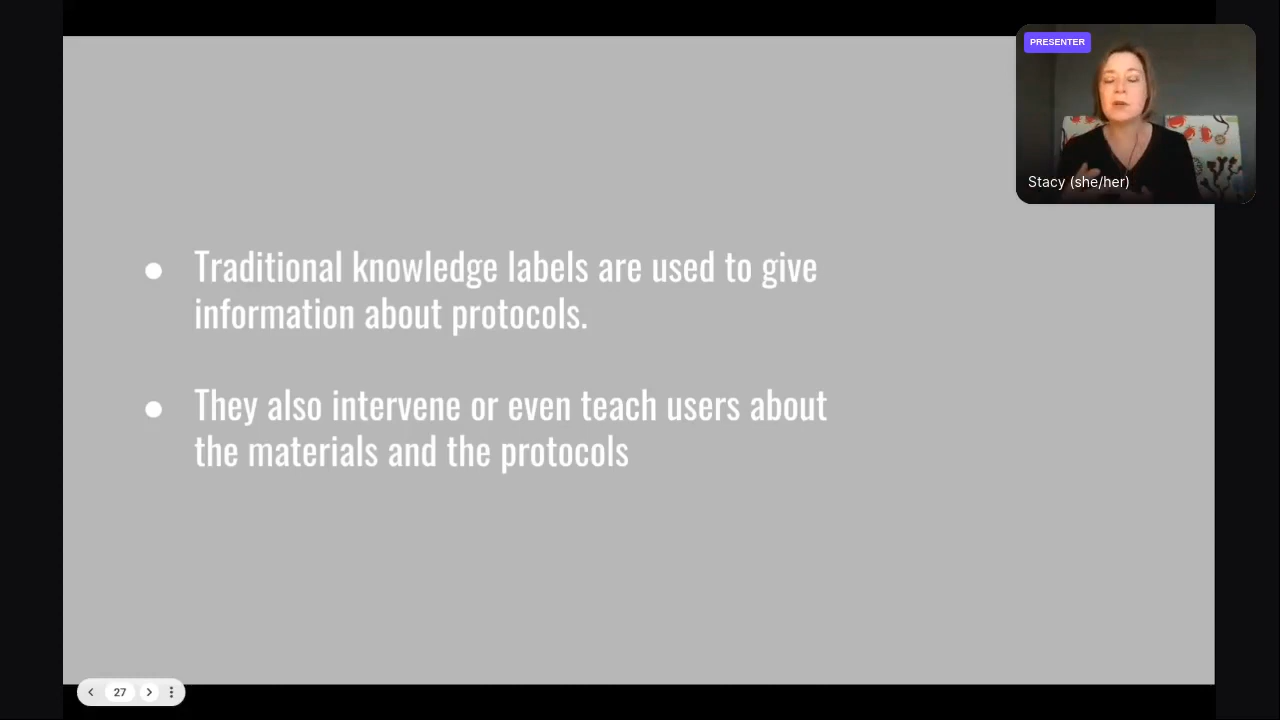 PRESENTER
Stacy (she/her)
● Traditional knowledge labels are used to give
information about protocols.
● They also intervene or even teach users about
the materials and the protocols
27